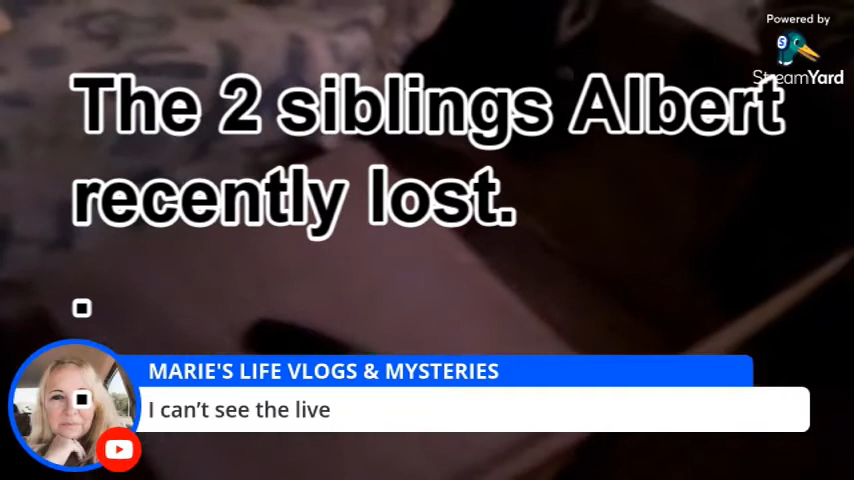 Powered by
StreamYard
The 2 siblings Albert
recently lost.
.
MARIE'S LIFE VLOGS & MYSTERIES
I can’t see the live